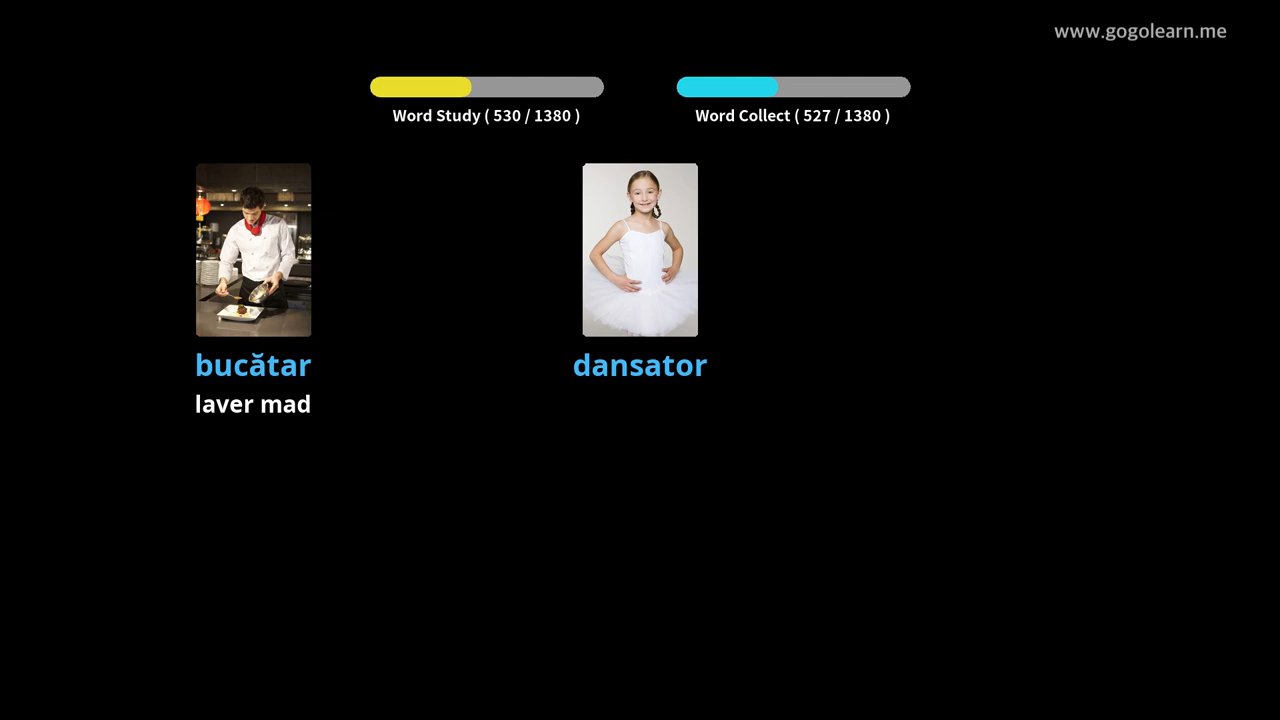 www.gogolearn.me
Word Study ( 530 / 1380 )
Word Collect ( 527 / 1380 )
bucătar
dansator
laver mad